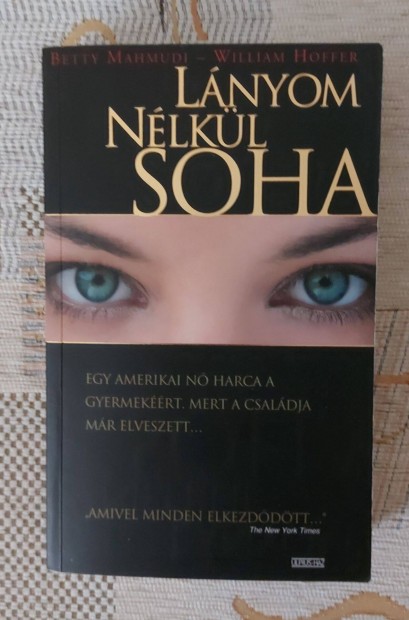 BETTY MAHMUDI – WILLIAM HOFFER
LÁNYOM
NÉLKÜL
SOHA
EGY AMERIKAI NŐ HARCA A
GYERMEKÉÉRT, MERT A CSALÁDJA
MÁR ELVESZETT...
„AMIVEL MINDEN ELKEZDŐDÖTT..."
The New York Times